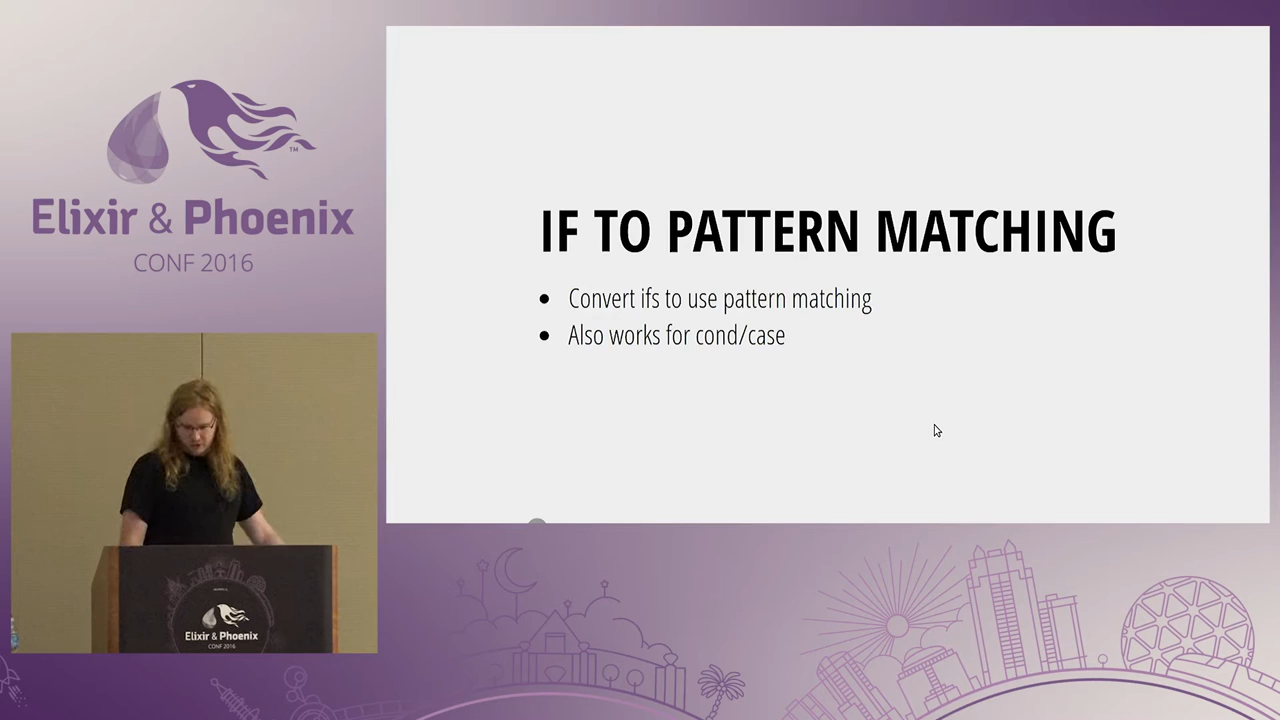 Elixir & Phoenix
TM
CONF 2016
IF TO PATTERN MATCHING
• Convert ifs to use pattern matching
• Also works for cond/case
Elixir & Phoenix
CONF 2016